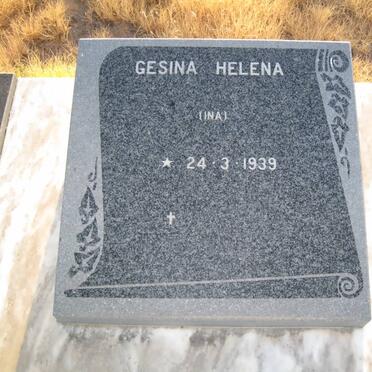 GESINA HELENA
(INA)
★ 24 · 3 · 1939
✝